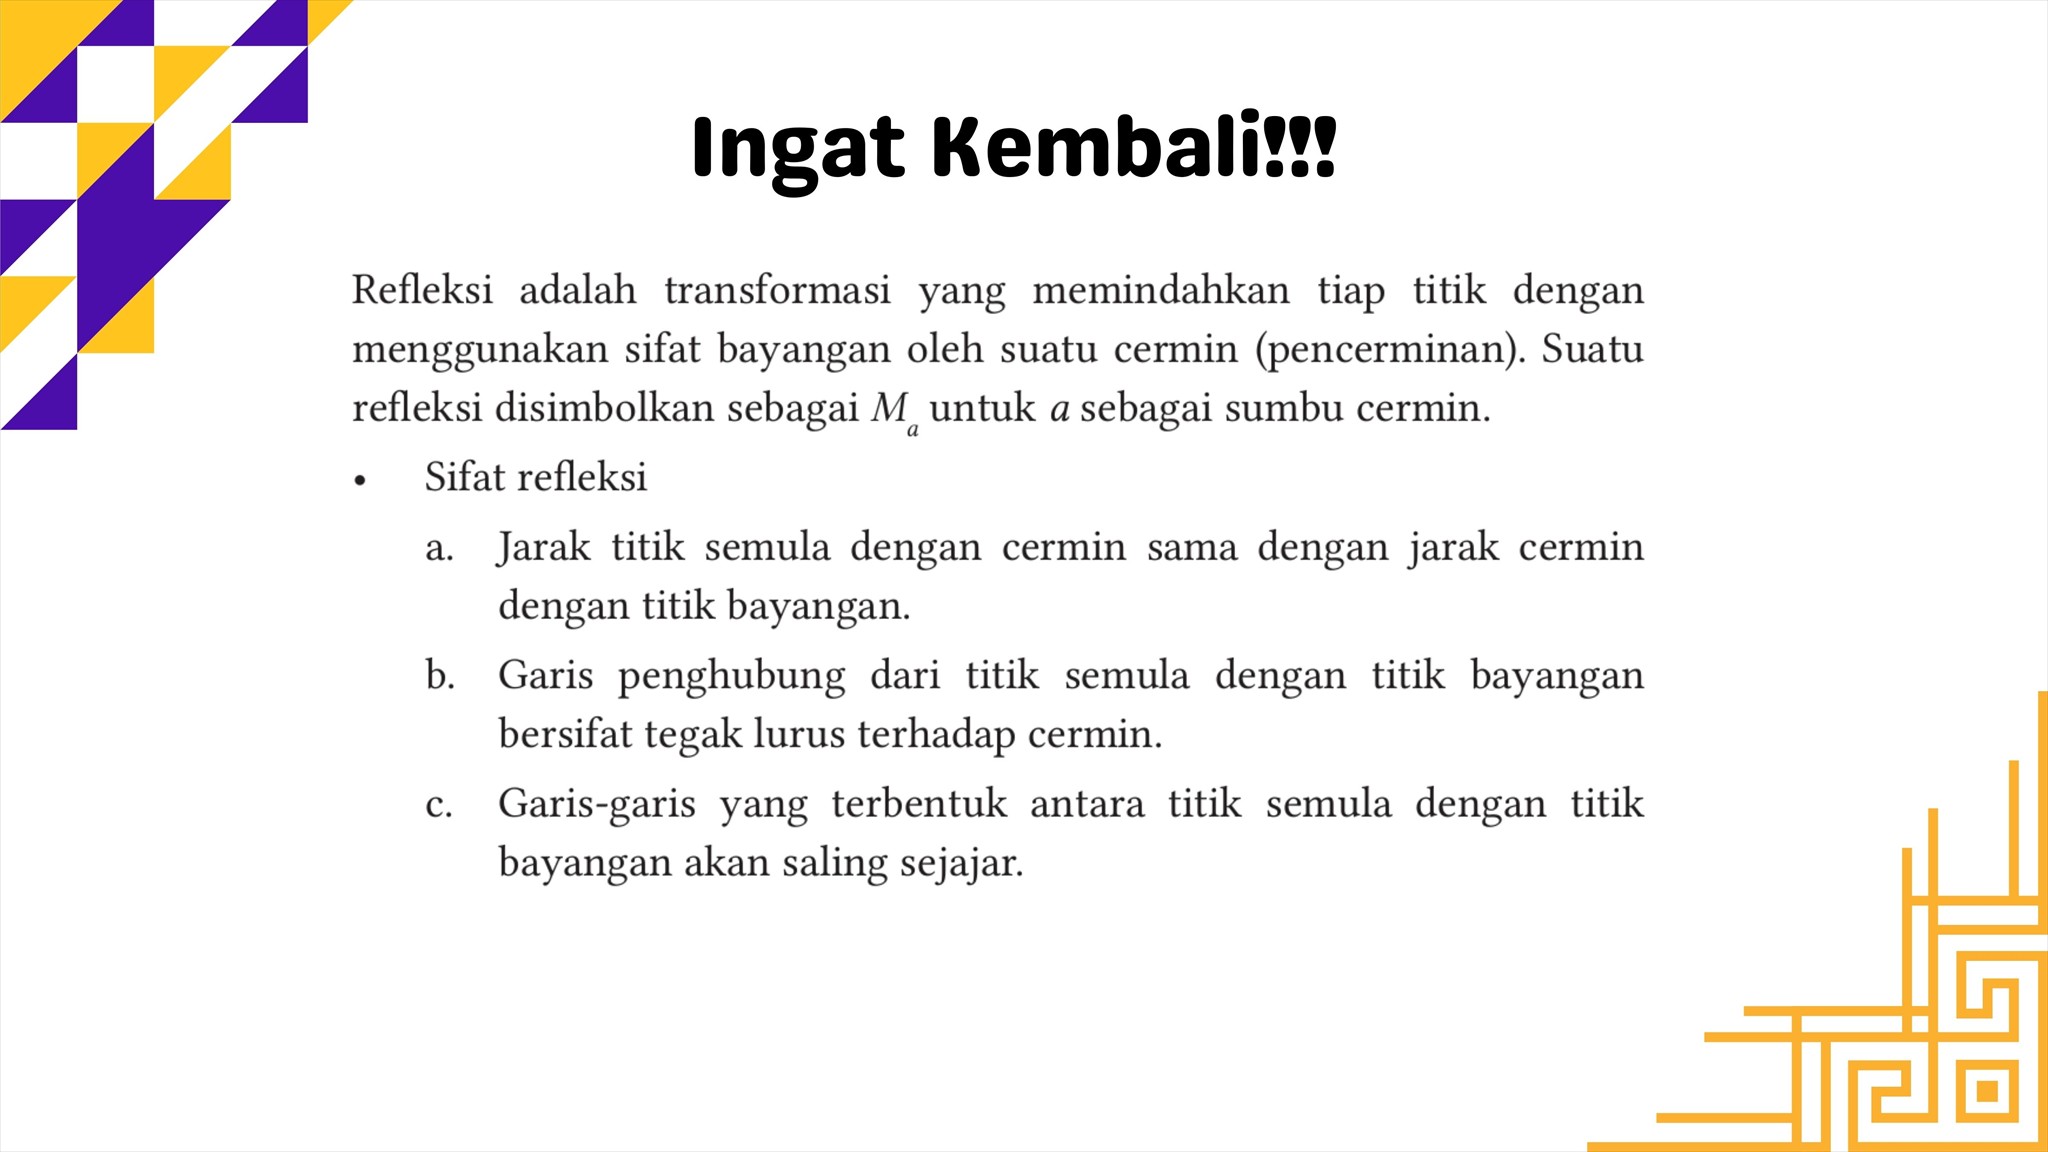 Ingat Kembali!!!
Refleksi adalah transformasi yang memindahkan tiap titik dengan
menggunakan sifat bayangan oleh suatu cermin (pencerminan). Suatu
refleksi disimbolkan sebagai Mₐ untuk a sebagai sumbu cermin.
• Sifat refleksi
a. Jarak titik semula dengan cermin sama dengan jarak cermin
dengan titik bayangan.
b. Garis penghubung dari titik semula dengan titik bayangan
bersifat tegak lurus terhadap cermin.
c. Garis-garis yang terbentuk antara titik semula dengan titik
bayangan akan saling sejajar.